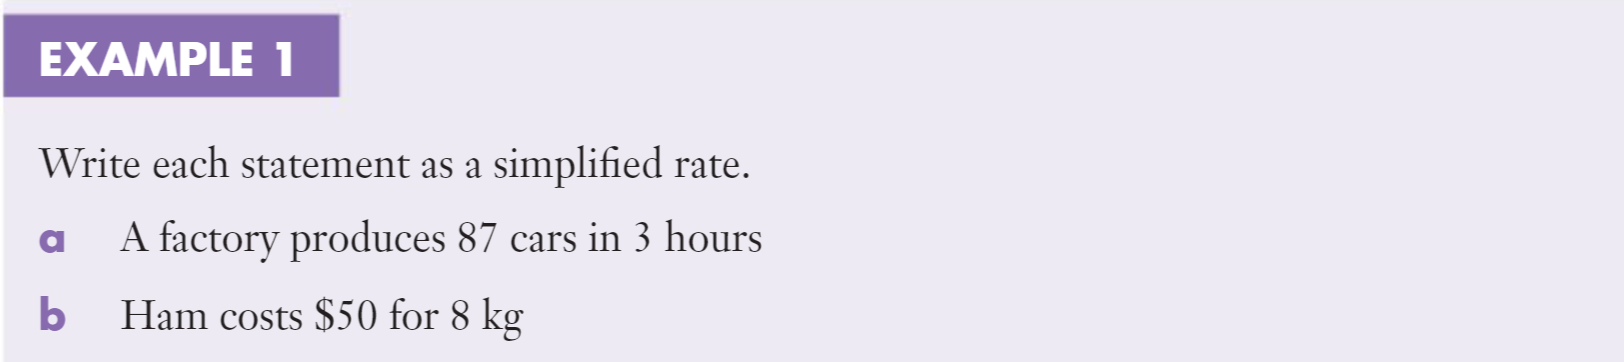 EXAMPLE 1
Write each statement as a simplified rate.
a A factory produces 87 cars in 3 hours
b Ham costs $50 for 8 kg